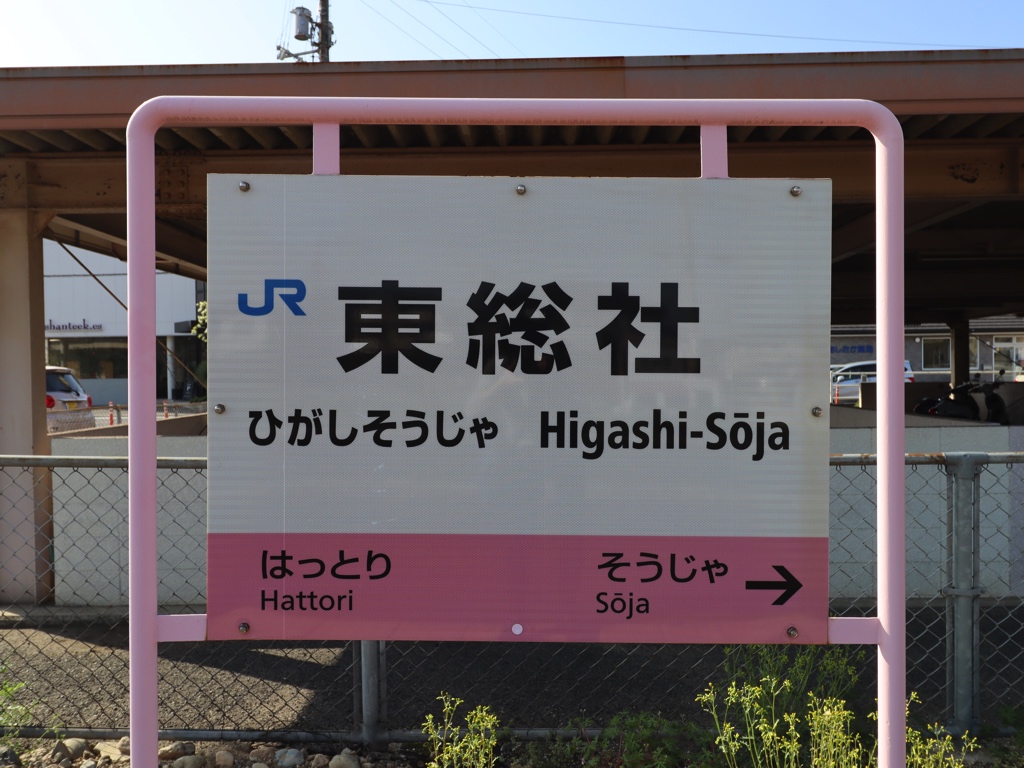 JR 東総社
ひがしそうじゃ Higashi-Sōja
はっとり そうじゃ →
Hattori Sōja